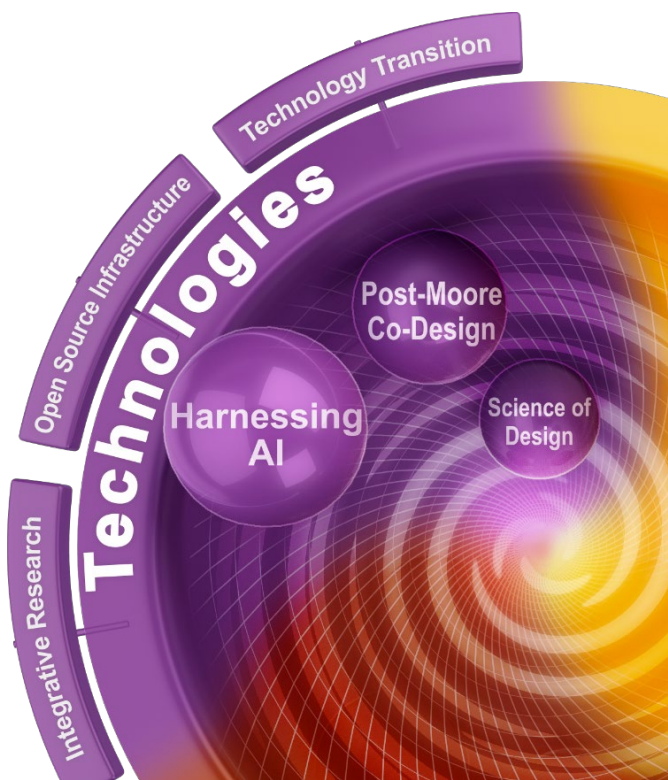 Technology Transition
Open Source Infrastructure
Integrative Research
Technologies
Post-Moore
Co-Design
Harnessing
AI
Science of
Design